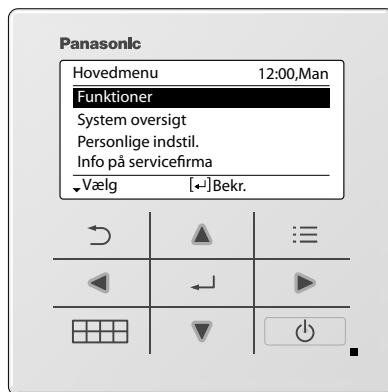 Panasonic
Hovedmenu 12:00,Man
Funktioner
System oversigt
Personlige indstil.
Info på servicefirma
Vælg [↵]Bekr.